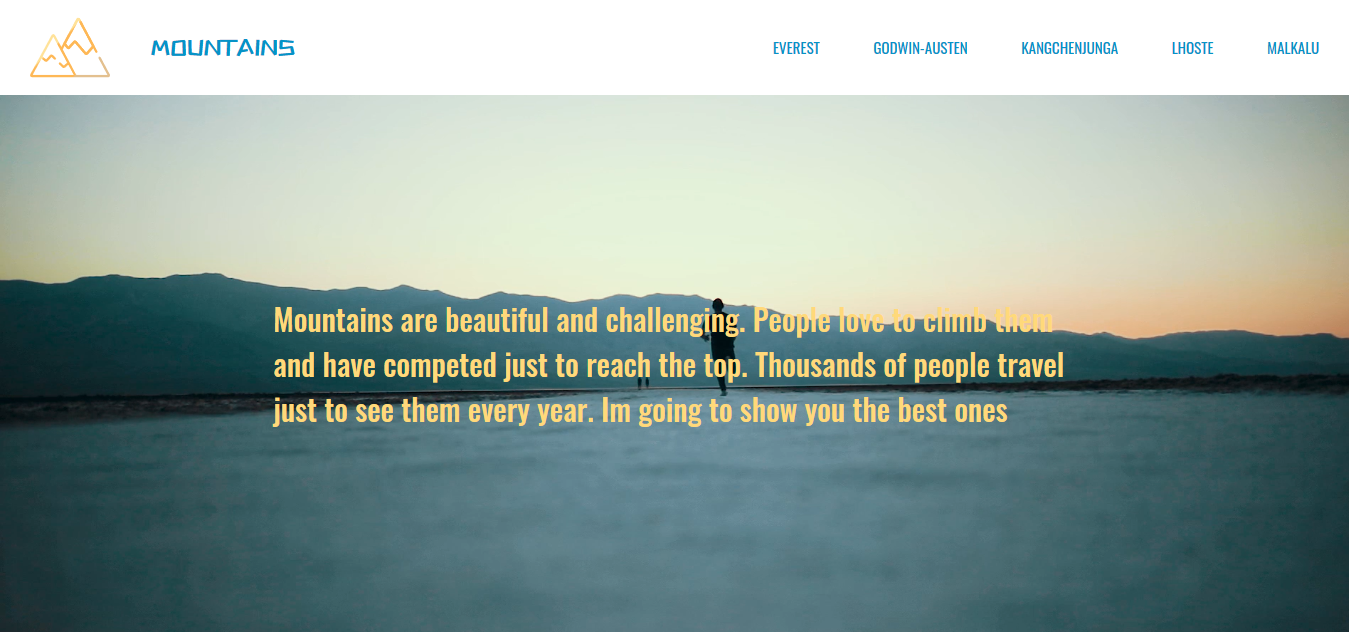 MOUNTAINS
EVEREST GODWIN-AUSTEN KANGCHENJUNGA LHOSTE MALKALU
Mountains are beautiful and challenging. People love to climb them
and have competed just to reach the top. Thousands of people travel
just to see them every year. Im going to show you the best ones